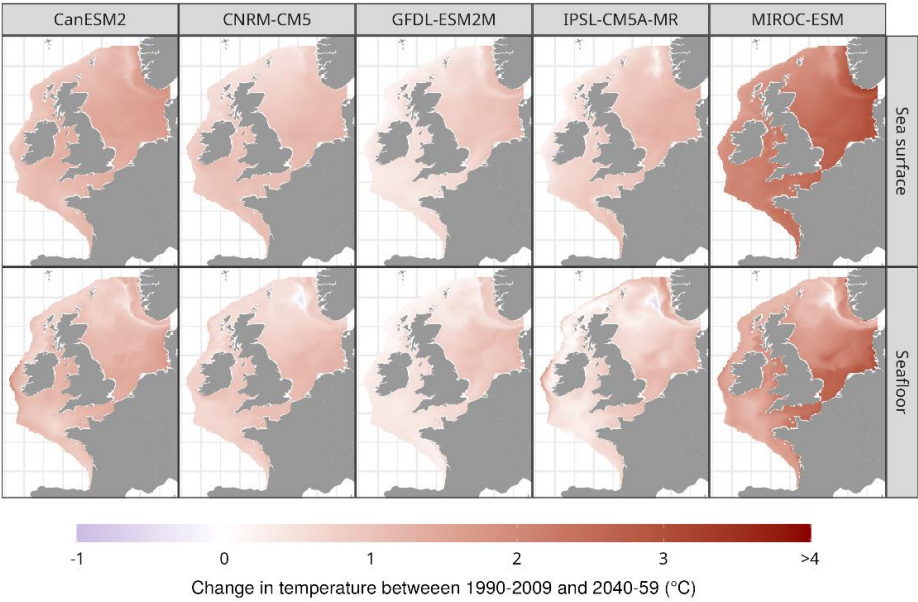 CanESM2
CNRM-CM5
GFDL-ESM2M
IPSL-CM5A-MR
MIROC-ESM
Sea surface
Seafloor
-1
0
1
2
3
>4
Change in temperature betweeen 1990-2009 and 2040-59 (°C)